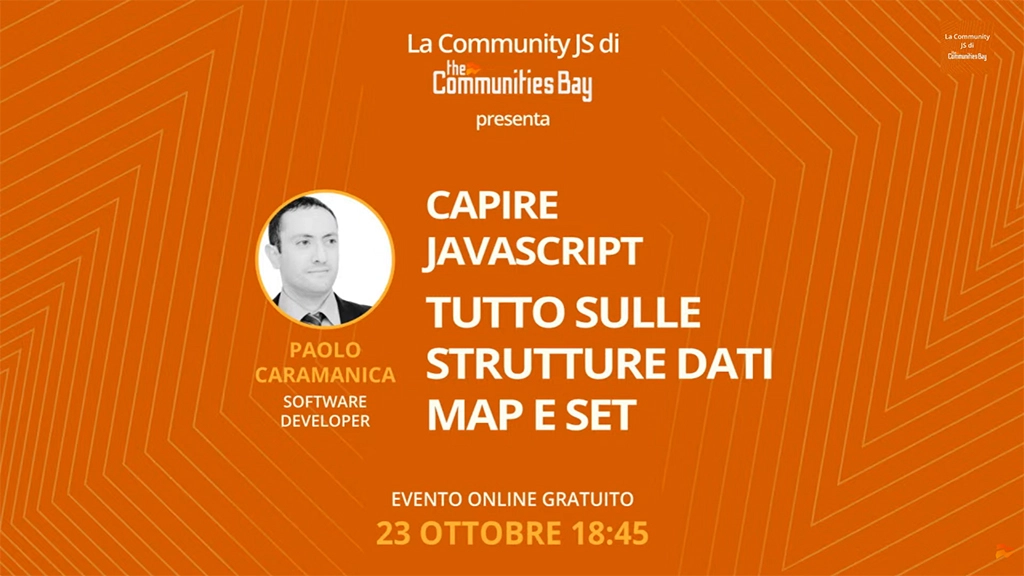 La Community JS di
the
Communities Bay
presenta
La Community
JS di
the
Communities Bay
CAPIRE
JAVASCRIPT
TUTTO SULLE
STRUTTURE DATI
MAP E SET
PAOLO
CARAMANICA
SOFTWARE
DEVELOPER
EVENTO ONLINE GRATUITO
23 OTTOBRE 18:45